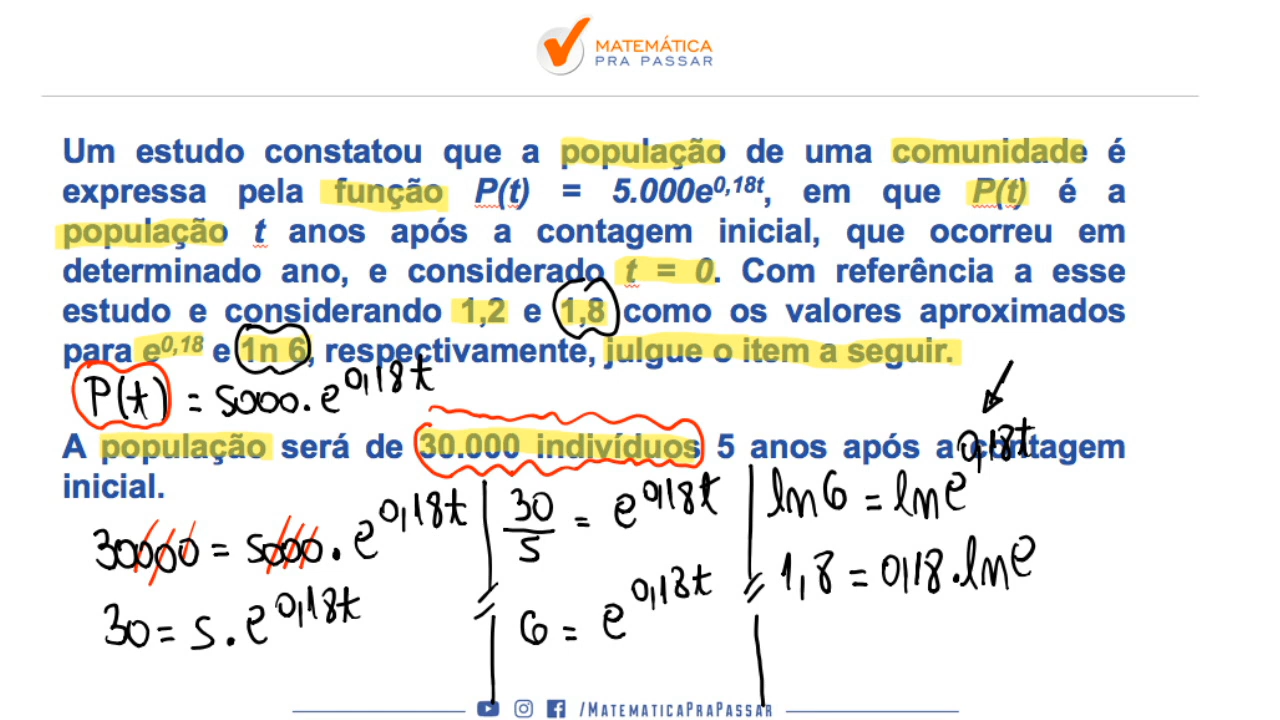 MATEMÁTICA
PRA PASSAR
Um estudo constatou que a população de uma comunidade é
expressa pela função P(t) = 5.000e^0,18t, em que P(t) é a
população t anos após a contagem inicial, que ocorreu em
determinado ano, e considerado t = 0. Com referência a esse
estudo e considerando 1,2 e 1,8 como os valores aproximados
para e^0,18 e 1n 6, respectivamente, julgue o item a seguir.
P(t) = 5000.e^0,18t
A população será de 30.000 indivíduos 5 anos após a contagem
inicial.
30000 = 5000.e^0,18t
30 = 5.e^0,18t
30/5 = e^0,18t
6 = e^0,18t
ln6 = lne^0,18t
1,8 = 0,18.lne
/MatematicaPraPassar